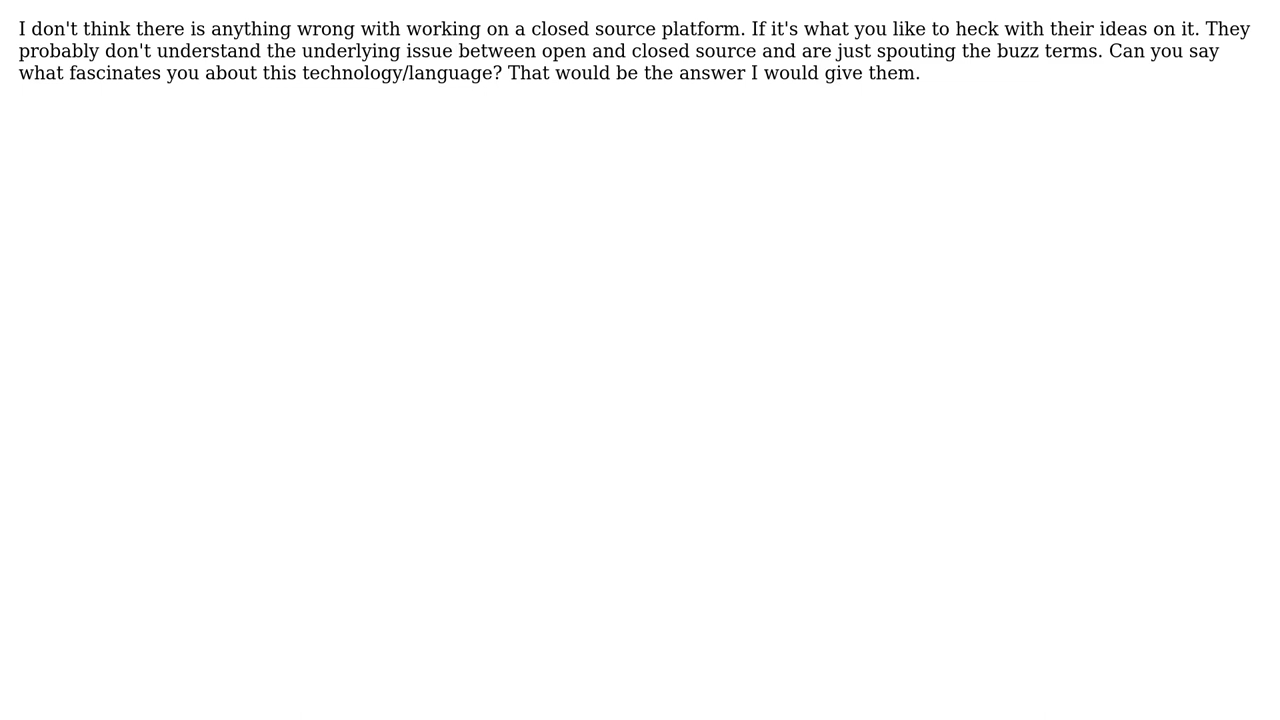 I don't think there is anything wrong with working on a closed source platform. If it's what you like to heck with their ideas on it. They
probably don't understand the underlying issue between open and closed source and are just spouting the buzz terms. Can you say
what fascinates you about this technology/language? That would be the answer I would give them.